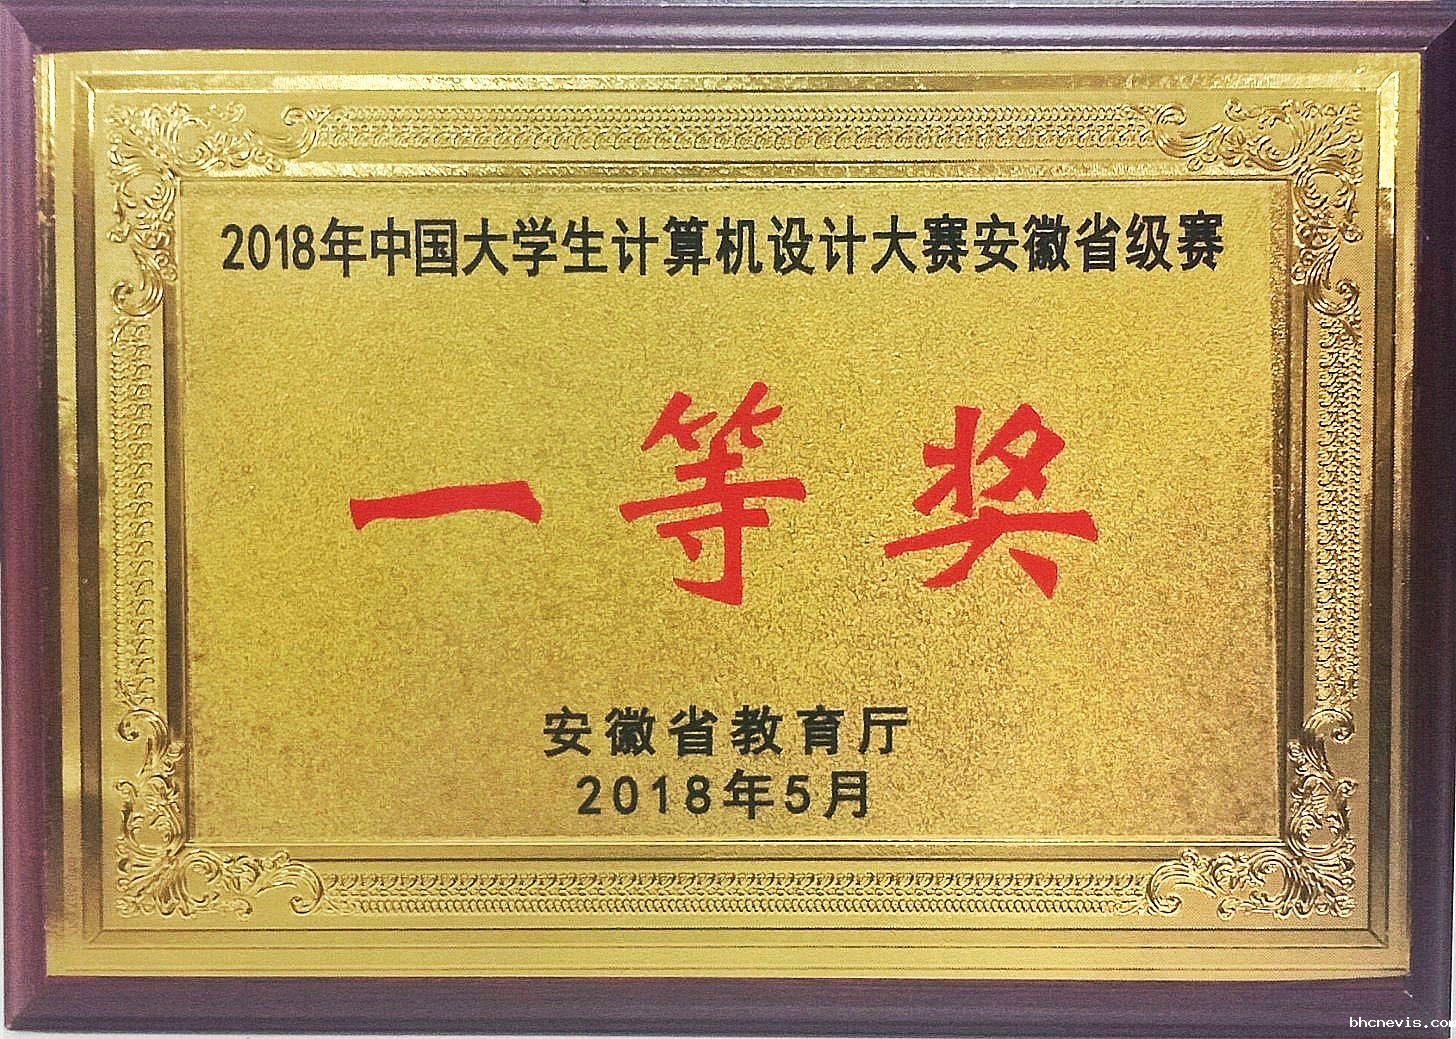 2018年中国大学生计算机设计大赛安徽省级赛
一等奖
安徽省教育厅
2018年5月
bhcnevis.com